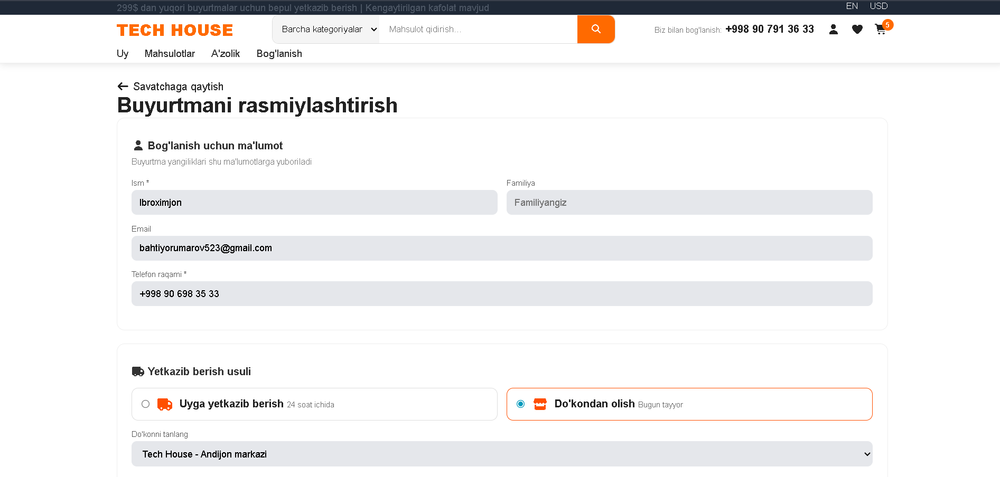 299$ dan yuqori buyurtmalar uchun bepul yetkazib berish | Kengaytirilgan kafolat mavjud
EN USD
TECH HOUSE
Barcha kategoriyalar
Mahsulot qidirish...
Biz bilan bog'lanish: +998 90 791 36 33
5
Uy Mahsulotlar A'zolik Bog'lanish
Savatchaga qaytish
Buyurtmani rasmiylashtirish
Bog'lanish uchun ma'lumot
Buyurtma yangiliklari shu ma'lumotlarga yuboriladi
Ism * Familiya
Ibroximjon Familiyangiz
Email
bahtiyorumarov523@gmail.com
Telefon raqami *
+998 90 698 35 33
Yetkazib berish usuli
Uyga yetkazib berish 24 soat ichida
Do'kondan olish Bugun tayyor
Do'konni tanlang
Tech House - Andijon markazi